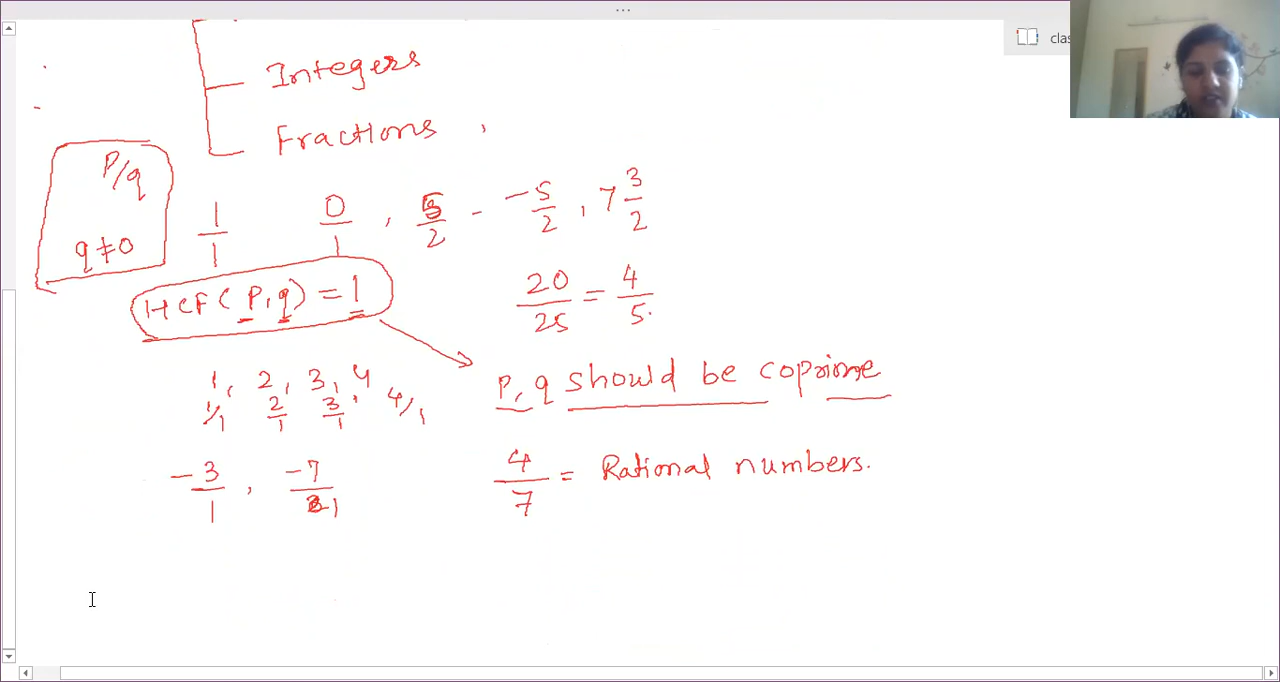 clas
Integers
Fractions ,
P/q
q ≠ 0
1/1 0/1 , 5/2 - -5/2 , 7 3/2
HCF ( P, q ) = 1
20/25 = 4/5.
1, 2, 3, 4
1/1 2/1 3/1, 4/1
P, q should be coprime
-3/1 , -7/1
4/7 = Rational numbers.